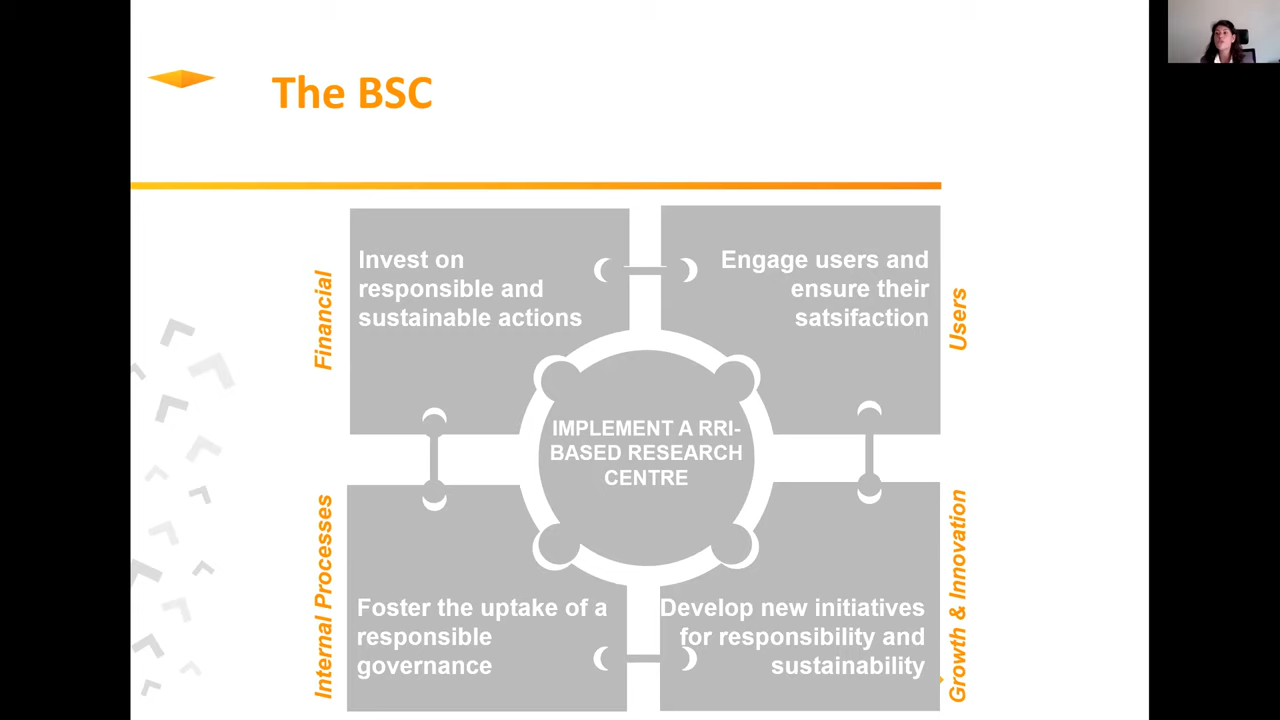 The BSC
Financial
Invest on
responsible and
sustainable actions
Engage users and
ensure their
satsifaction
Users
IMPLEMENT A RRI-
BASED RESEARCH
CENTRE
Internal Processes
Foster the uptake of a
responsible
governance
Develop new initiatives
for responsibility and
sustainability
Growth & Innovation